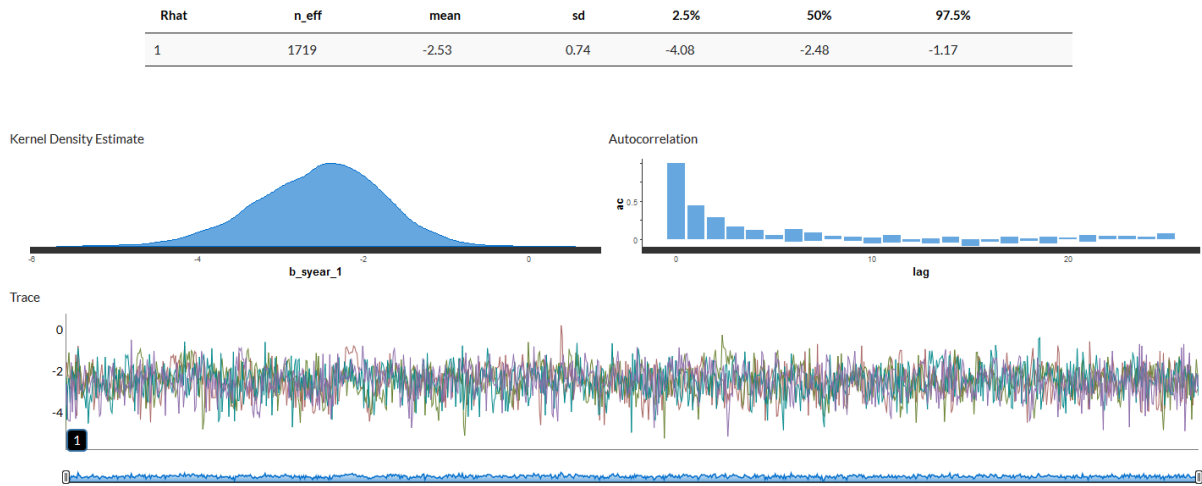 Rhat n_eff mean sd 2.5% 50% 97.5%
1 1719 -2.53 0.74 -4.08 -2.48 -1.17
Kernel Density Estimate
-6 -4 -2 0
b_syear_1
Autocorrelation
ac
0.5
0
0 10 20
lag
Trace
0
-2
-4
1